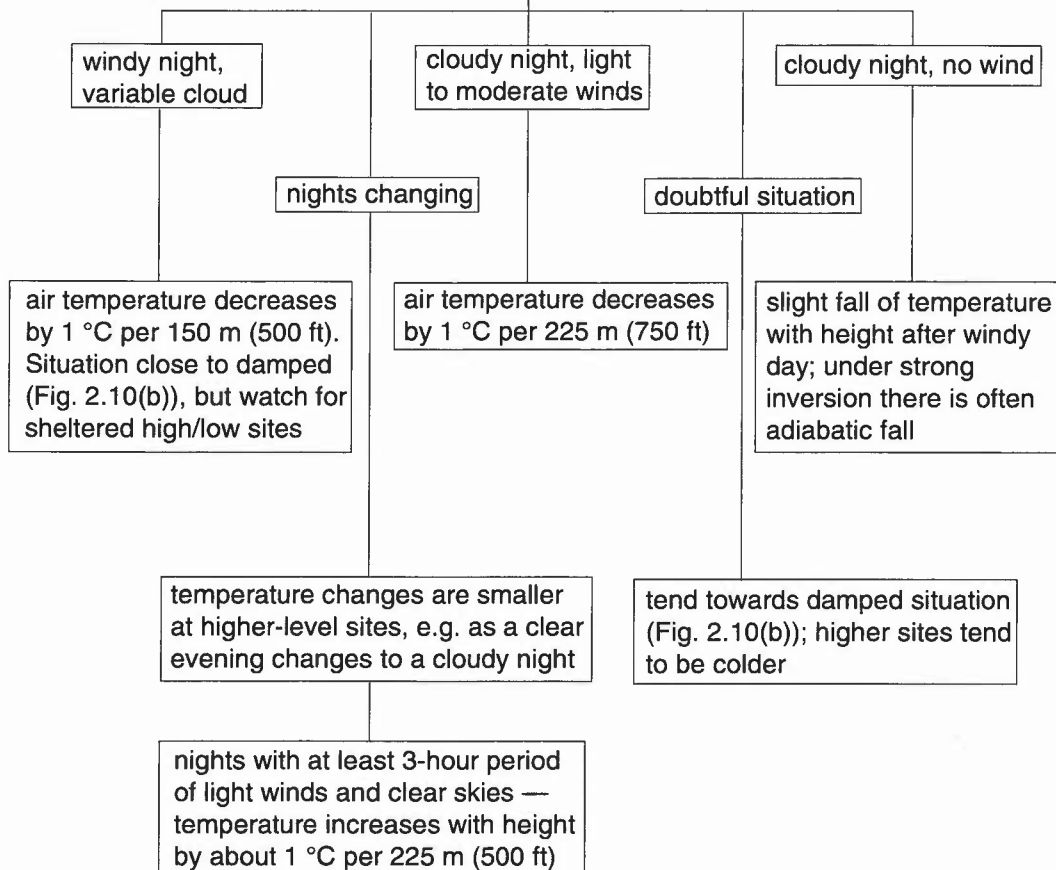 windy night,
variable cloud
cloudy night, light
to moderate winds
cloudy night, no wind
nights changing
doubtful situation
air temperature decreases
by 1 °C per 150 m (500 ft).
Situation close to damped
(Fig. 2.10(b)), but watch for
sheltered high/low sites
air temperature decreases
by 1 °C per 225 m (750 ft)
slight fall of temperature
with height after windy
day; under strong
inversion there is often
adiabatic fall
temperature changes are smaller
at higher-level sites, e.g. as a clear
evening changes to a cloudy night
tend towards damped situation
(Fig. 2.10(b)); higher sites tend
to be colder
nights with at least 3-hour period
of light winds and clear skies —
temperature increases with height
by about 1 °C per 225 m (500 ft)